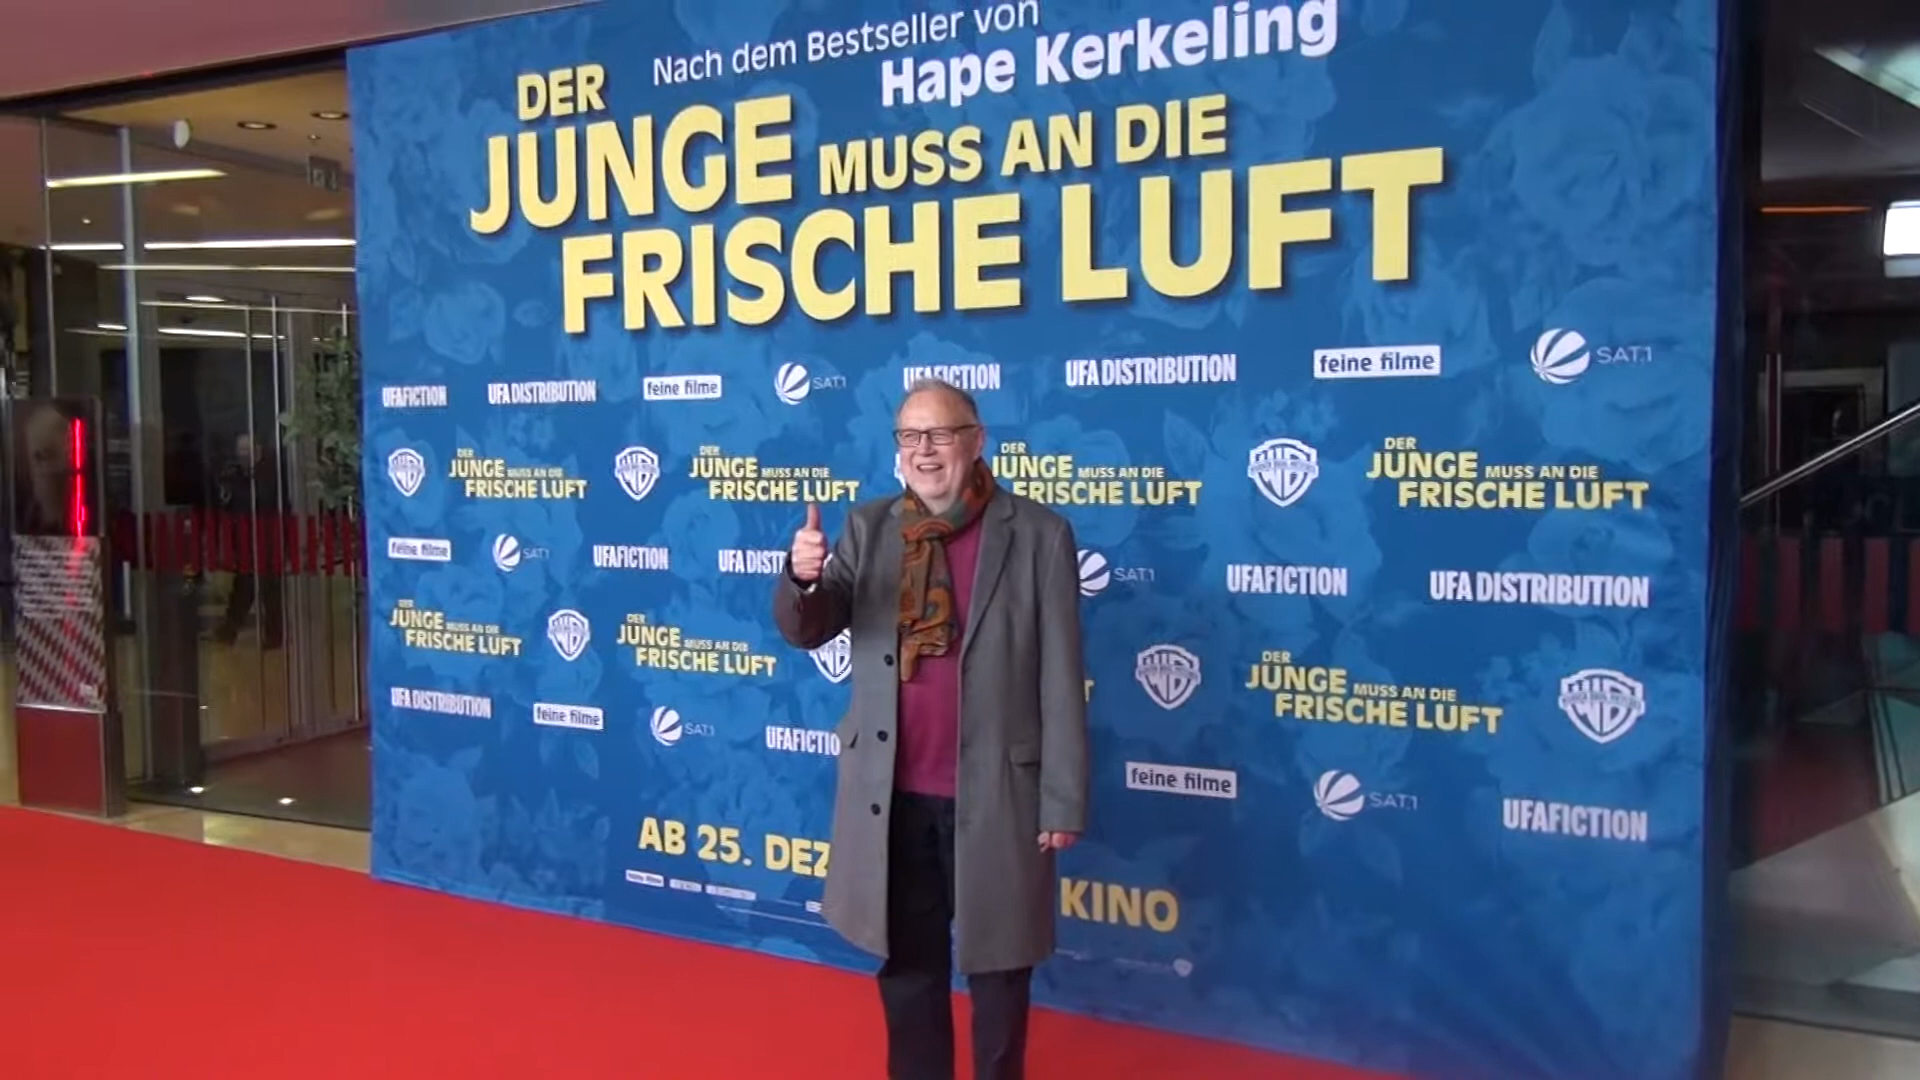 Nach dem Bestseller von
Hape Kerkeling
DER
JUNGE MUSS AN DIE
FRISCHE LUFT
UFAFICTION UFA DISTRIBUTION feine filme SAT.1 UFAFICTION UFA DISTRIBUTION feine filme SAT.1
DER JUNGE MUSS AN DIE FRISCHE LUFT
DER JUNGE MUSS AN DIE FRISCHE LUFT
DER JUNGE MUSS AN DIE FRISCHE LUFT
DER JUNGE MUSS AN DIE FRISCHE LUFT
feine filme SAT.1 UFAFICTION UFA DIST SAT.1 UFAFICTION UFA DISTRIBUTION
DER JUNGE MUSS AN DIE FRISCHE LUFT
DER JUNGE MUSS AN DIE FRISCHE LUFT
DER JUNGE MUSS AN DIE FRISCHE LUFT
UFA DISTRIBUTION feine filme SAT.1 UFAFICTIO feine filme SAT.1 UFAFICTION
AB 25. DEZ KINO